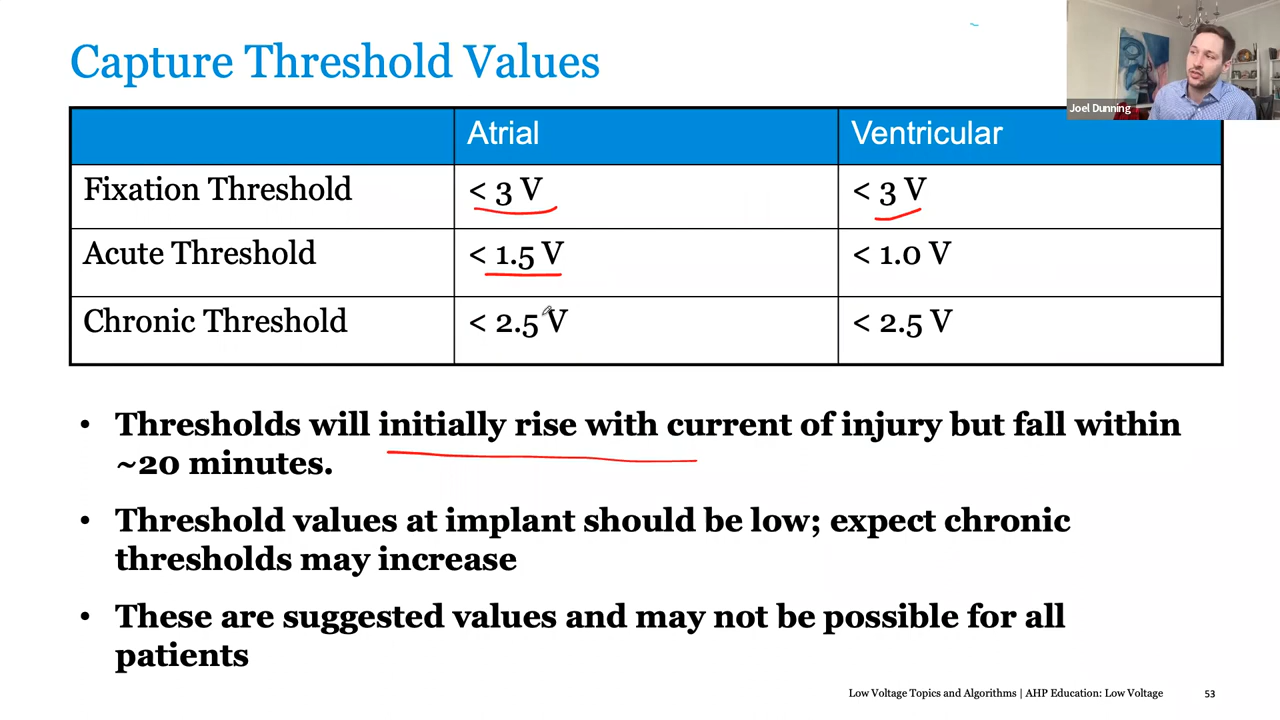 Capture Threshold Values
Joel Dunning
Atrial
Ventricular
Fixation Threshold
< 3 V
< 3 V
Acute Threshold
< 1.5 V
< 1.0 V
Chronic Threshold
< 2.5 V
< 2.5 V
• Thresholds will initially rise with current of injury but fall within
~20 minutes.
• Threshold values at implant should be low; expect chronic
thresholds may increase
• These are suggested values and may not be possible for all
patients
Low Voltage Topics and Algorithms | AHP Education: Low Voltage
53